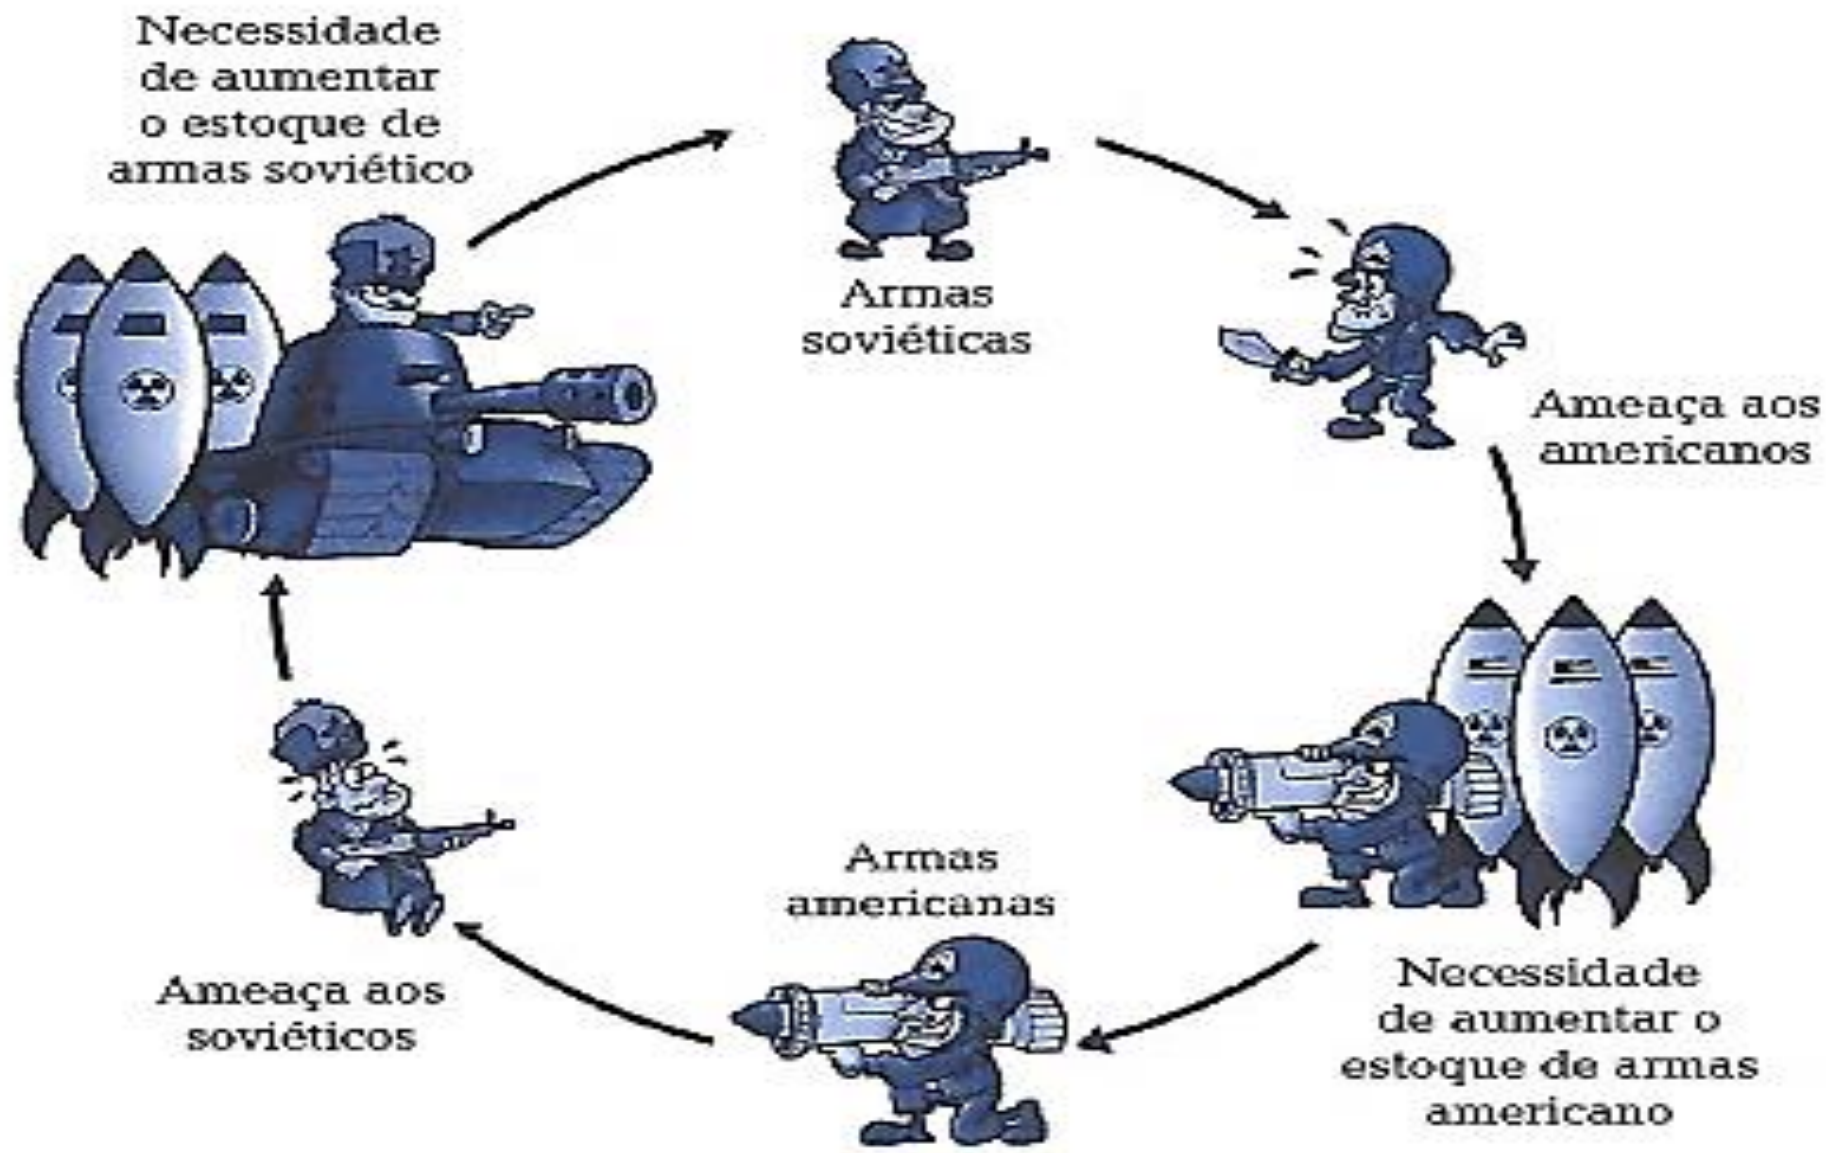 Necessidade
de aumentar
o estoque de
armas soviético
Armas
soviéticas
Ameaça aos
americanos
Necessidade
de aumentar o
estoque de armas
americano
Armas
americanas
Ameaça aos
soviéticos